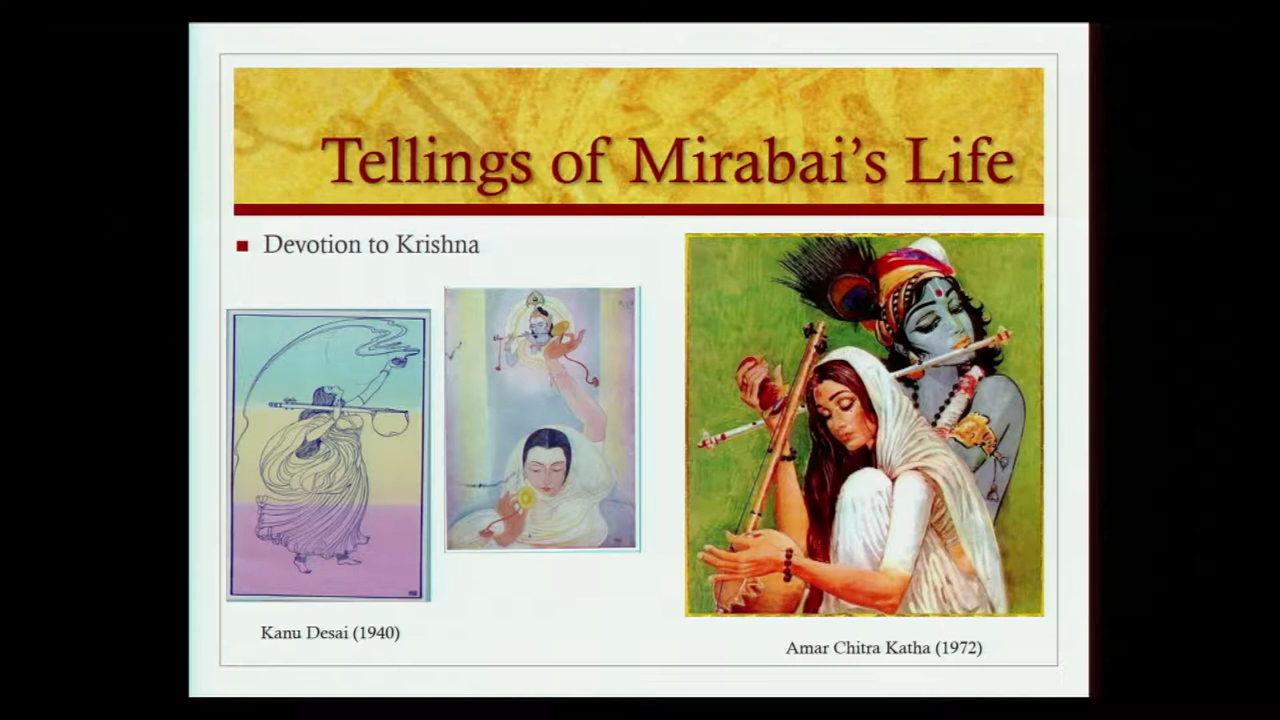 Tellings of Mirabai's Life
Devotion to Krishna
Kanu Desai (1940)
Amar Chitra Katha (1972)